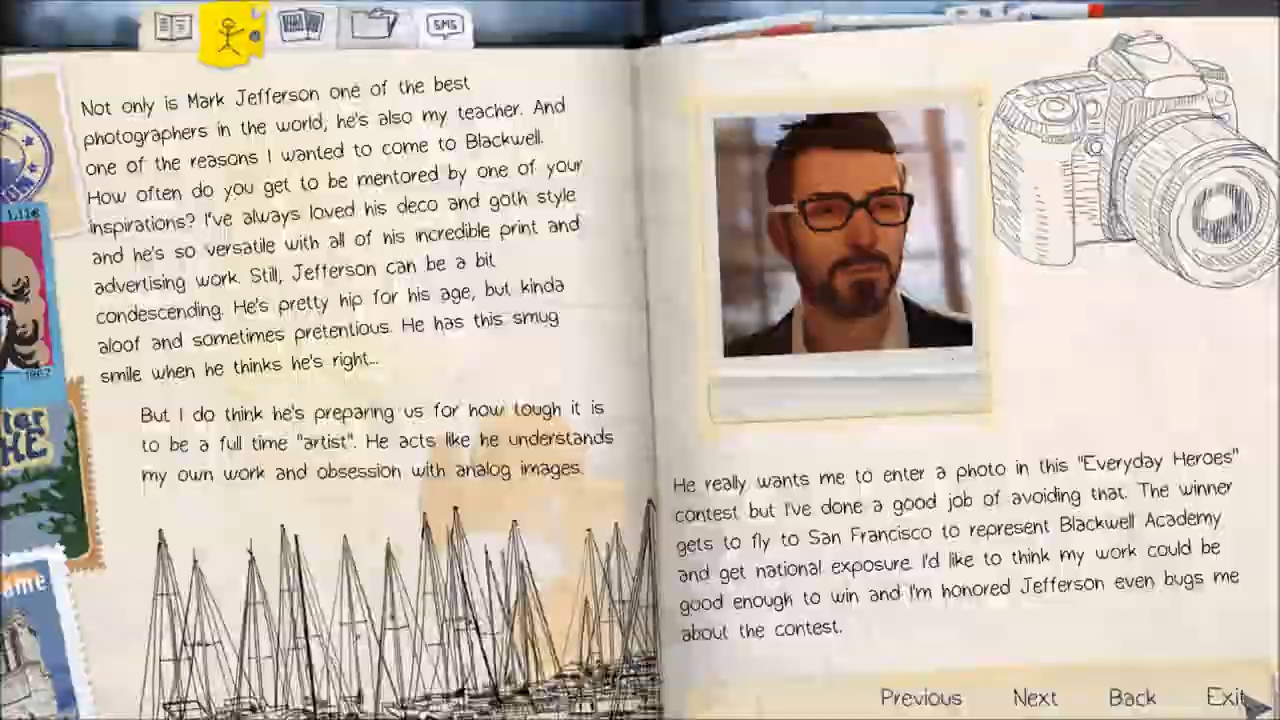 SMS
Not only is Mark Jefferson one of the best
photographers in the world, he's also my teacher. And
one of the reasons I wanted to come to Blackwell.
How often do you get to be mentored by one of your
inspirations? I've always loved his deco and goth style
and he's so versatile with all of his incredible print and
advertising work. Still, Jefferson can be a bit
condescending. He's pretty hip for his age, but kinda
aloof and sometimes pretentious. He has this smug
smile when he thinks he's right...
But I do think he's preparing us for how tough it is
to be a full time "artist". He acts like he understands
my own work and obsession with analog images.
He really wants me to enter a photo in this "Everyday Heroes"
contest but I've done a good job of avoiding that. The winner
gets to fly to San Francisco to represent Blackwell Academy
and get national exposure. I'd like to think my work could be
good enough to win and I'm honored Jefferson even bugs me
about the contest.
Previous Next Back Exit